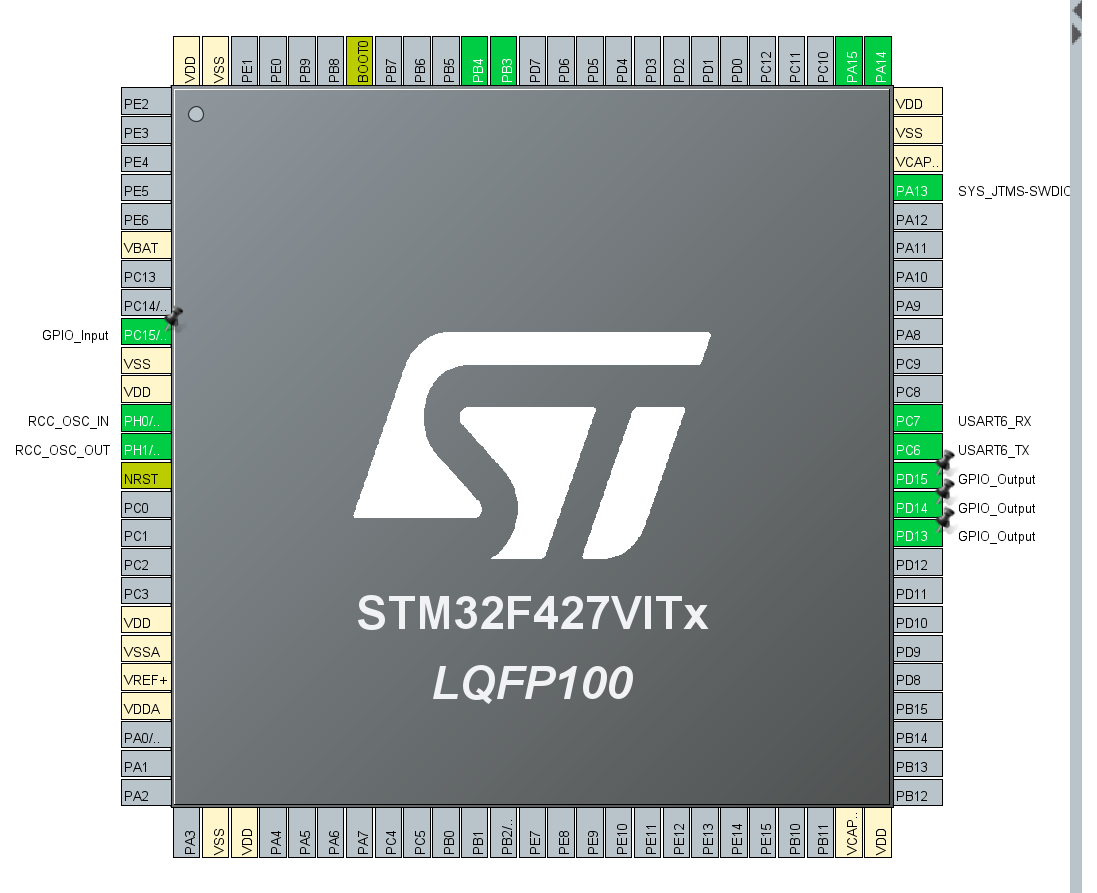 VDD
VSS
PE1
PE0
PB9
PB8
BOOT0
PB7
PB6
PB5
PB4
PB3
PD7
PD6
PD5
PD4
PD3
PD2
PD1
PD0
PC12
PC11
PC10
PA15
PA14
PE2
PE3
PE4
PE5
PE6
VBAT
PC13
PC14/..
GPIO_Input PC15/..
VSS
VDD
RCC_OSC_IN PH0/..
RCC_OSC_OUT PH1/..
NRST
PC0
PC1
PC2
PC3
VDD
VSSA
VREF+
VDDA
PA0/..
PA1
PA2
VDD
VSS
VCAP..
PA13 SYS_JTMS-SWDIO
PA12
PA11
PA10
PA9
PA8
PC9
PC8
PC7 USART6_RX
PC6 USART6_TX
PD15 GPIO_Output
PD14 GPIO_Output
PD13 GPIO_Output
PD12
PD11
PD10
PD9
PD8
PB15
PB14
PB13
PB12
STM32F427VITx
LQFP100
PA3
VSS
VDD
PA4
PA5
PA6
PA7
PC4
PC5
PB0
PB1
PB2/..
PE7
PE8
PE9
PE10
PE11
PE12
PE13
PE14
PE15
PB10
PB11
VCAP..
VDD